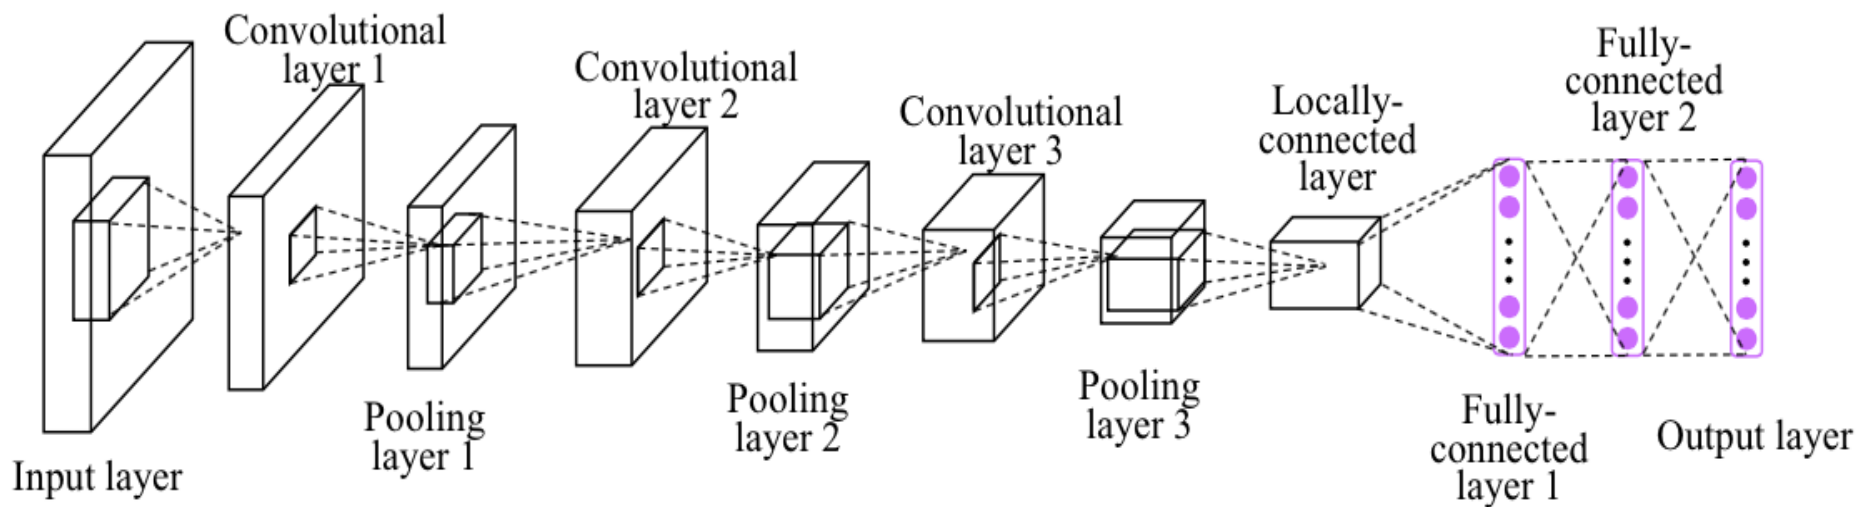 Convolutional
layer 1
Convolutional
layer 2
Convolutional
layer 3
Locally-
connected
layer
Fully-
connected
layer 2
Input layer
Pooling
layer 1
Pooling
layer 2
Pooling
layer 3
Fully-
connected
layer 1
Output layer